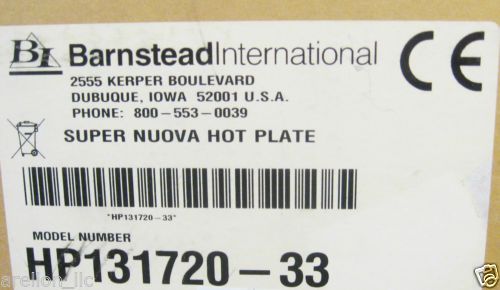 BI BarnsteadInternational CE
2555 KERPER BOULEVARD
DUBUQUE, IOWA 52001 U.S.A.
PHONE: 800-553-0039
SUPER NUOVA HOT PLATE
*HP131720-33*
MODEL NUMBER
HP131720-33
arellon_llc